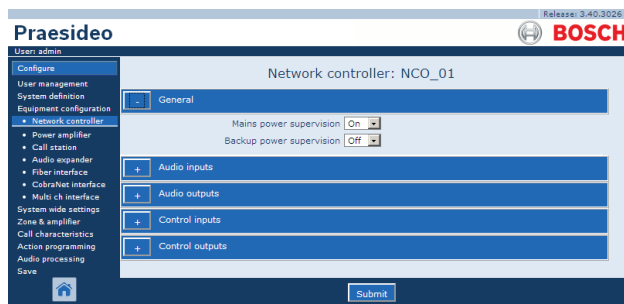 Release: 3.40.3026
Praesideo
BOSCH
User: admin
Configure
User management
System definition
Equipment configuration
• Network controller
• Power amplifier
• Call station
• Audio expander
• Fiber interface
• CobraNet interface
• Multi ch interface
System wide settings
Zone & amplifier
Call characteristics
Action programming
Audio processing
Save
Network controller: NCO_01
- General
Mains power supervision On
Backup power supervision Off
+ Audio inputs
+ Audio outputs
+ Control inputs
+ Control outputs
Submit